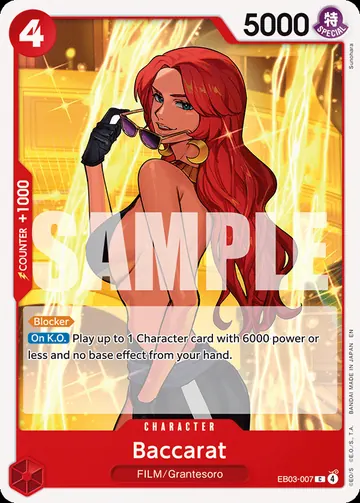 4
5000
特
SPECIAL
Sunohara
COUNTER +1000
SAMPLE
Blocker
On K.O. Play up to 1 Character card with 6000 power or
less and no base effect from your hand.
CHARACTER
Baccarat
FILM/Grantesoro
EB03-007 C 4
©E.O./S., T.A. BANDAI MADE IN JAPAN EN